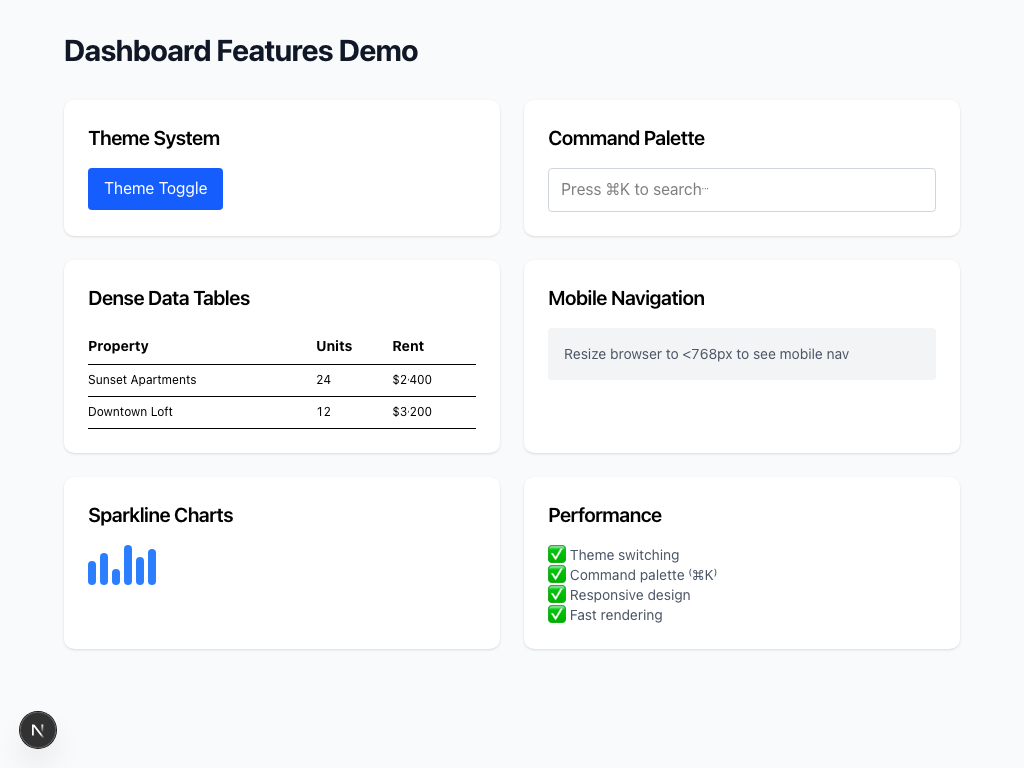 Dashboard Features Demo
Theme System
Theme Toggle
Command Palette
Press ⌘K to search...
Dense Data Tables
Property Units Rent
Sunset Apartments 24 $2,400
Downtown Loft 12 $3,200
Mobile Navigation
Resize browser to <768px to see mobile nav
Sparkline Charts
Performance
✅ Theme switching
✅ Command palette (⌘K)
✅ Responsive design
✅ Fast rendering
N